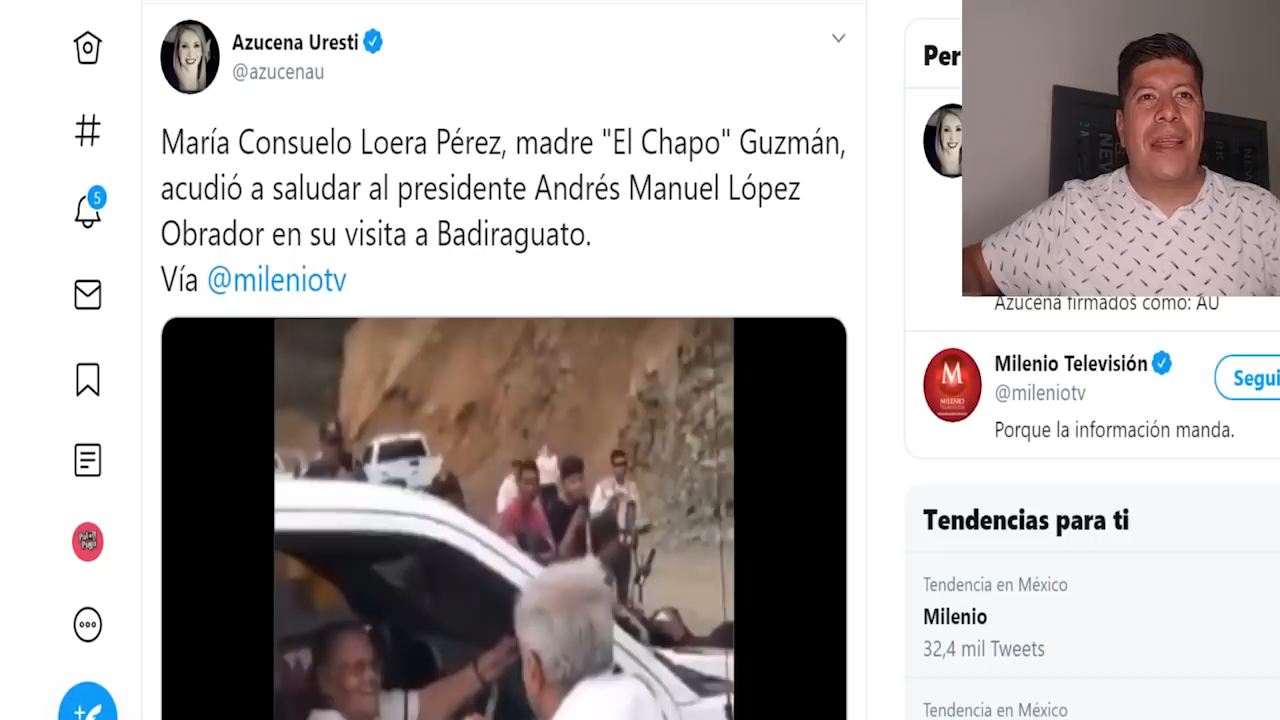 Azucena Uresti
@azucenau
María Consuelo Loera Pérez, madre "El Chapo" Guzmán,
acudió a saludar al presidente Andrés Manuel López
Obrador en su visita a Badiraguato.
Vía @mileniotv
5
Per
Azucena firmados como: AU
Milenio Televisión
@mileniotv
Segui
Porque la información manda.
M
MILENIO
Tendencias para ti
Tendencia en México
Milenio
32,4 mil Tweets
Tendencia en México